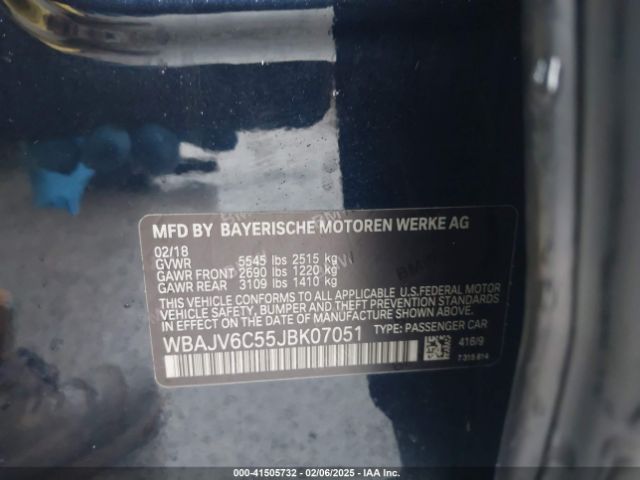 MFD BY BAYERISCHE MOTOREN WERKE AG
02/18
GVWR 5545 lbs 2515 kg
GAWR FRONT 2690 lbs 1220 kg
GAWR REAR 3109 lbs 1410 kg
THIS VEHICLE CONFORMS TO ALL APPLICABLE U.S.FEDERAL MOTOR
VEHICLE SAFETY, BUMPER AND THEFT PREVENTION STANDARDS
IN EFFECT ON THE DATE OF MANUFACTURE SHOWN ABOVE.
WBAJV6C55JBK07051 TYPE: PASSENGER CAR
416/9
7 315 614
000-41505732 - 02/06/2025 - IAA Inc.